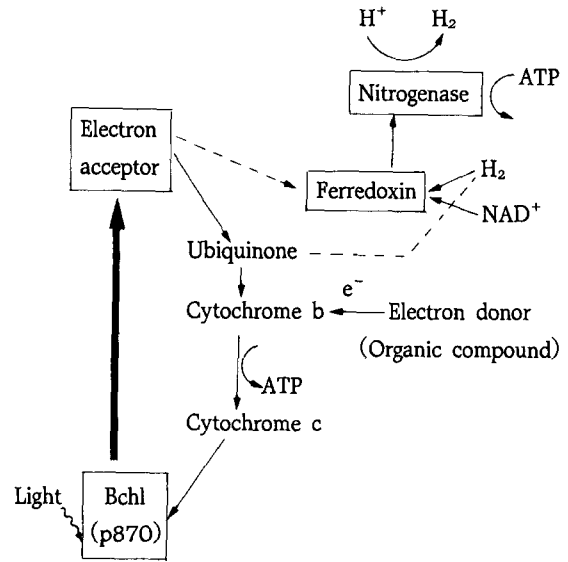 H⁺ H₂
ATP
Nitrogenase
Electron
acceptor
Ferredoxin
H₂
NAD⁺
Ubiquinone
e⁻
Cytochrome b
Electron donor
(Organic compound)
ATP
Cytochrome c
Light
Bchl
(p870)